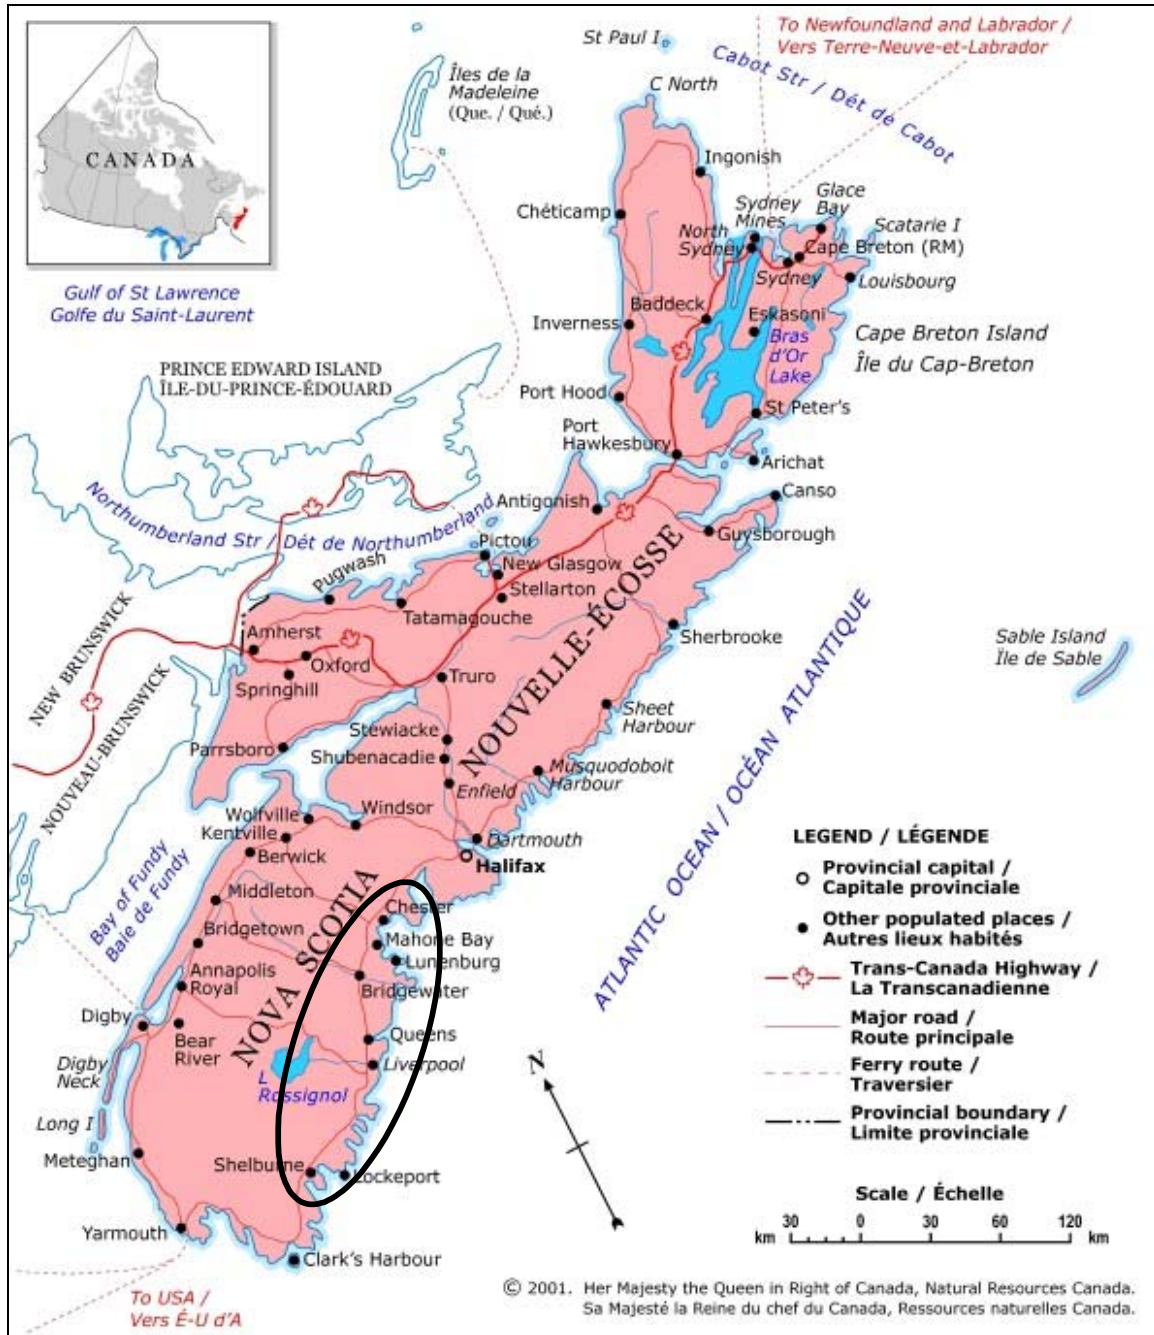 To Newfoundland and Labrador /
Vers Terre-Neuve-et-Labrador
St Paul I
Cabot Str / Dét de Cabot
Îles de la
Madeleine
(Que. / Qué.)
C North
CANADA
Ingonish
Glace
Bay
Sydney
Mines
Chéticamp
Scatarie I
North
Sydney
Cape Breton (RM)
Sydney
Louisbourg
Gulf of St Lawrence
Golfe du Saint-Laurent
Baddeck
Eskasoni
Inverness
Bras
d'Or
Lake
Cape Breton Island
Île du Cap-Breton
PRINCE EDWARD ISLAND
ÎLE-DU-PRINCE-ÉDOUARD
Port Hood
St Peter's
Port
Hawkesbury
Arichat
Canso
Antigonish
Northumberland Str / Dét de Northumberland
Guysborough
Pictou
New Glasgow
Pugwash
Stellarton
Tatamagouche
NOUVELLE-ÉCOSSE
NEW BRUNSWICK
NOUVEAU-BRUNSWICK
Amherst
Oxford
Springhill
Truro
Sherbrooke
Sable Island
Île de Sable
Sheet
Harbour
Stewiacke
Parrsboro
Shubenacadie
Musquodoboit
Harbour
Enfield
ATLANTIC OCEAN / OCÉAN ATLANTIQUE
Wolfville
Windsor
Kentville
Dartmouth
Berwick
Halifax
Bay of Fundy
Baie de Fundy
Middleton
NOVA SCOTIA
Chester
Bridgetown
Mahone Bay
Lunenburg
Annapolis
Royal
Bridgewater
Digby
Bear
River
Queens
Liverpool
Digby
Neck
L
Rossignol
Long I
Meteghan
Shelburne
Lockeport
Yarmouth
Clark's Harbour
To USA /
Vers É-U d'A
N
LEGEND / LÉGENDE
Provincial capital /
Capitale provinciale
Other populated places /
Autres lieux habités
Trans-Canada Highway /
La Transcanadienne
Major road /
Route principale
Ferry route /
Traversier
Provincial boundary /
Limite provinciale
Scale / Échelle
30 0 30 60 120
km km
© 2001. Her Majesty the Queen in Right of Canada, Natural Resources Canada.
Sa Majesté la Reine du chef du Canada, Ressources naturelles Canada.